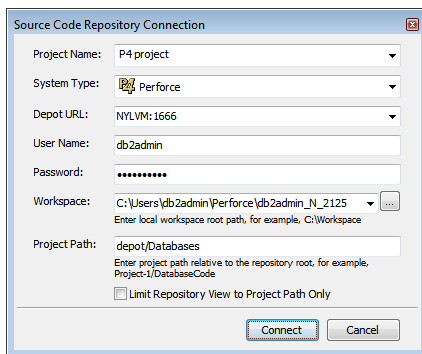 Source Code Repository Connection
Project Name: P4 project
System Type: P4 Perforce
Depot URL: NYLVM:1666
User Name: db2admin
Password: ••••••••••
Workspace: C:\Users\db2admin\Perforce\db2admin_N_2125 ...
Enter local workspace root path, for example, C:\Workspace
Project Path: depot/Databases
Enter project path relative to the repository root, for example,
Project-1/DatabaseCode
Limit Repository View to Project Path Only
Connect Cancel